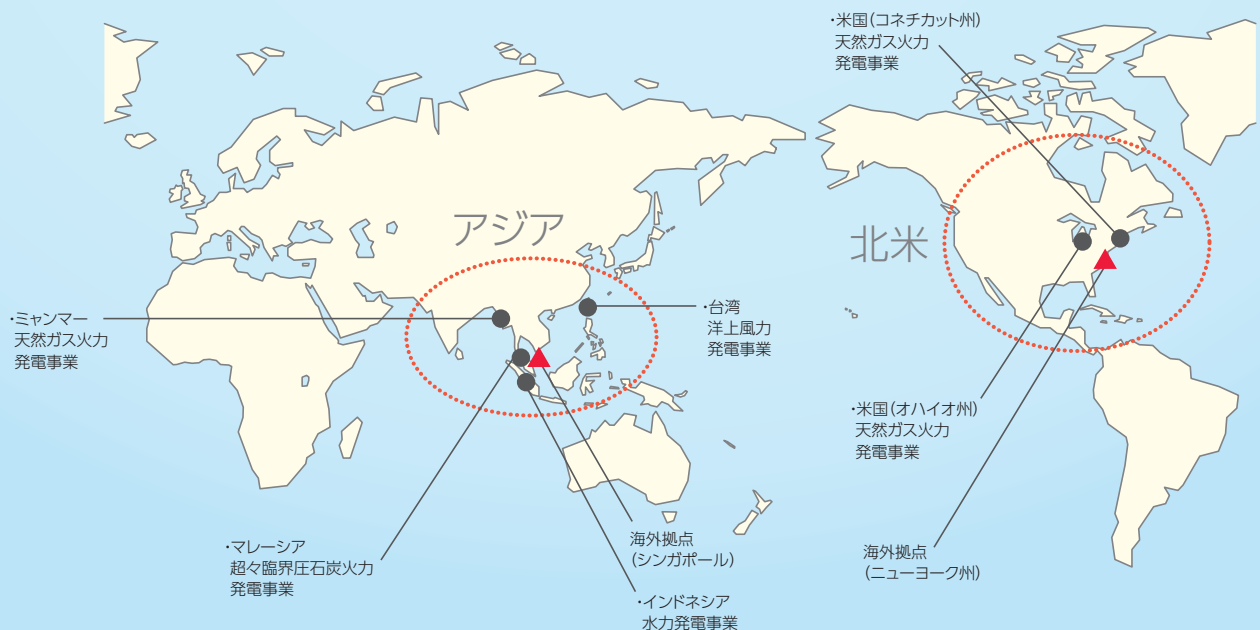 ・米国(コネチカット州)
天然ガス火力
発電事業
アジア
北米
・ミャンマー
天然ガス火力
発電事業
・台湾
洋上風力
発電事業
・米国(オハイオ州)
天然ガス火力
発電事業
・マレーシア
超々臨界圧石炭火力
発電事業
海外拠点
(シンガポール)
海外拠点
(ニューヨーク州)
・インドネシア
水力発電事業